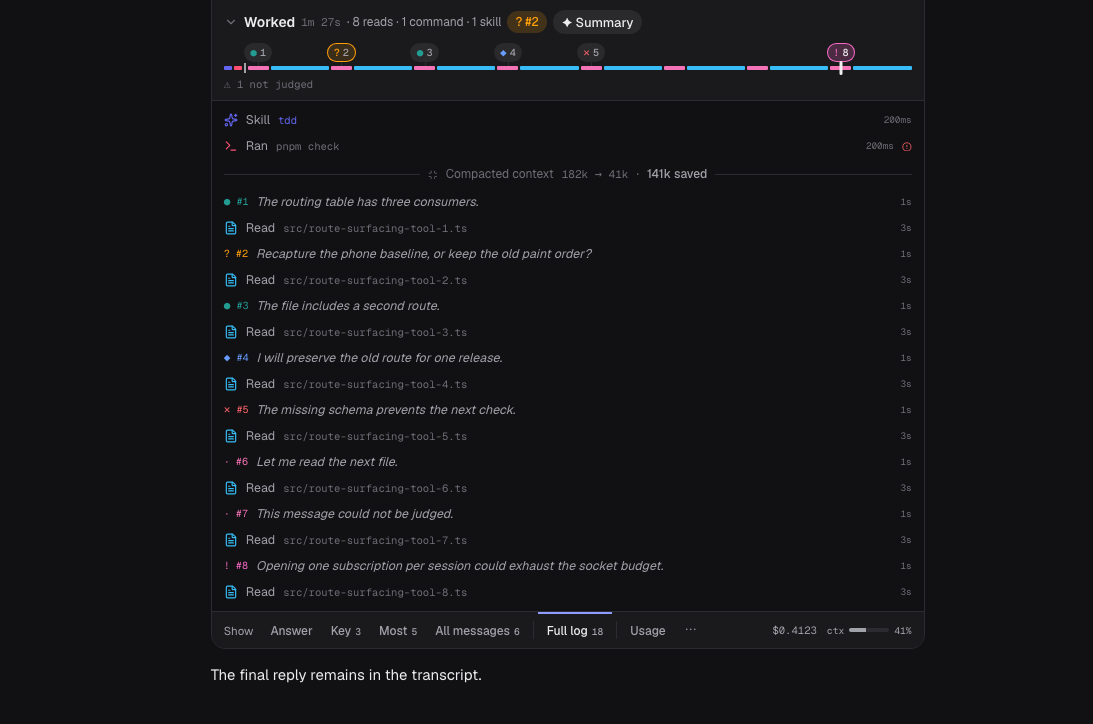 Worked 1m 27s · 8 reads · 1 command · 1 skill ? #2 ✦ Summary
● 1 ? 2 ● 3 ◆ 4 × 5 ! 8
⚠ 1 not judged
Skill tdd 200ms
Ran pnpm check 200ms
Compacted context 182k → 41k · 141k saved
● #1 The routing table has three consumers. 1s
Read src/route-surfacing-tool-1.ts 3s
? #2 Recapture the phone baseline, or keep the old paint order? 1s
Read src/route-surfacing-tool-2.ts 3s
● #3 The file includes a second route. 1s
Read src/route-surfacing-tool-3.ts 3s
◆ #4 I will preserve the old route for one release. 1s
Read src/route-surfacing-tool-4.ts 3s
× #5 The missing schema prevents the next check. 1s
Read src/route-surfacing-tool-5.ts 3s
· #6 Let me read the next file. 1s
Read src/route-surfacing-tool-6.ts 3s
· #7 This message could not be judged. 1s
Read src/route-surfacing-tool-7.ts 3s
! #8 Opening one subscription per session could exhaust the socket budget. 1s
Read src/route-surfacing-tool-8.ts 3s
Show Answer Key 3 Most 5 All messages 6 Full log 18 Usage ··· $0.4123 ctx 41%
The final reply remains in the transcript.